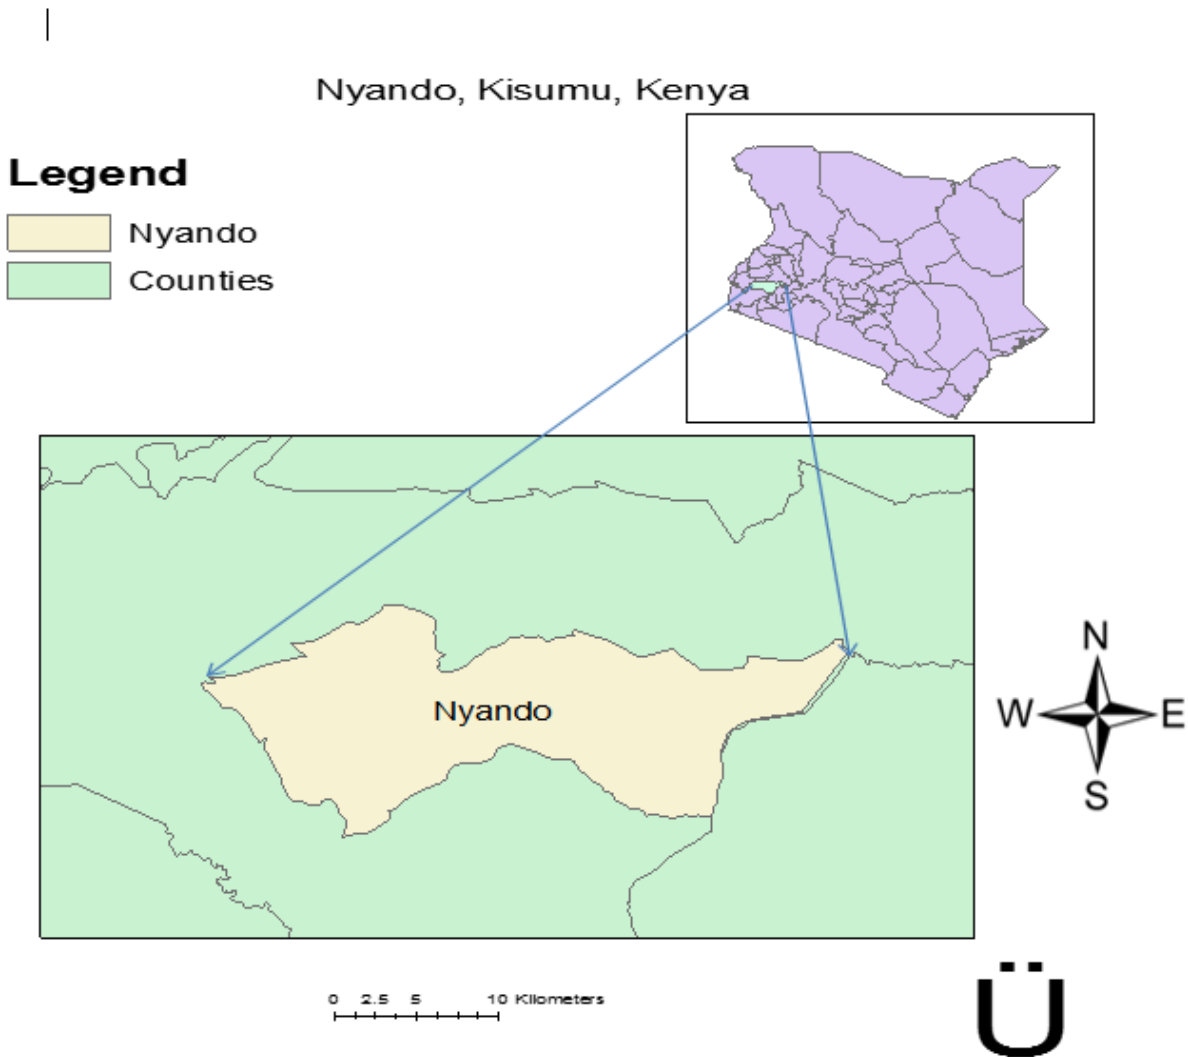 Nyando, Kisumu, Kenya
Legend
Nyando
Counties
Nyando
N
W E
S
0 2.5 5 10 Kilometers
Ü